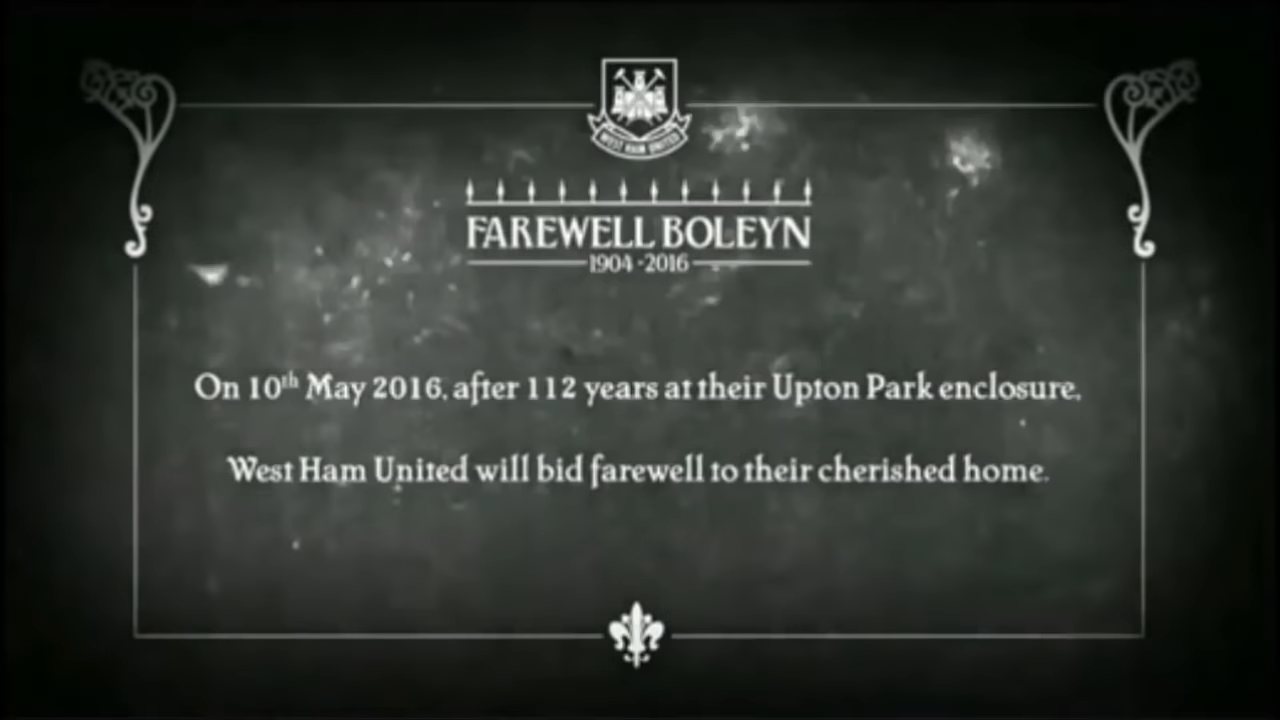 WEST HAM UNITED
FAREWELL BOLEYN
1904 - 2016
On 10th May 2016, after 112 years at their Upton Park enclosure,
West Ham United will bid farewell to their cherished home.